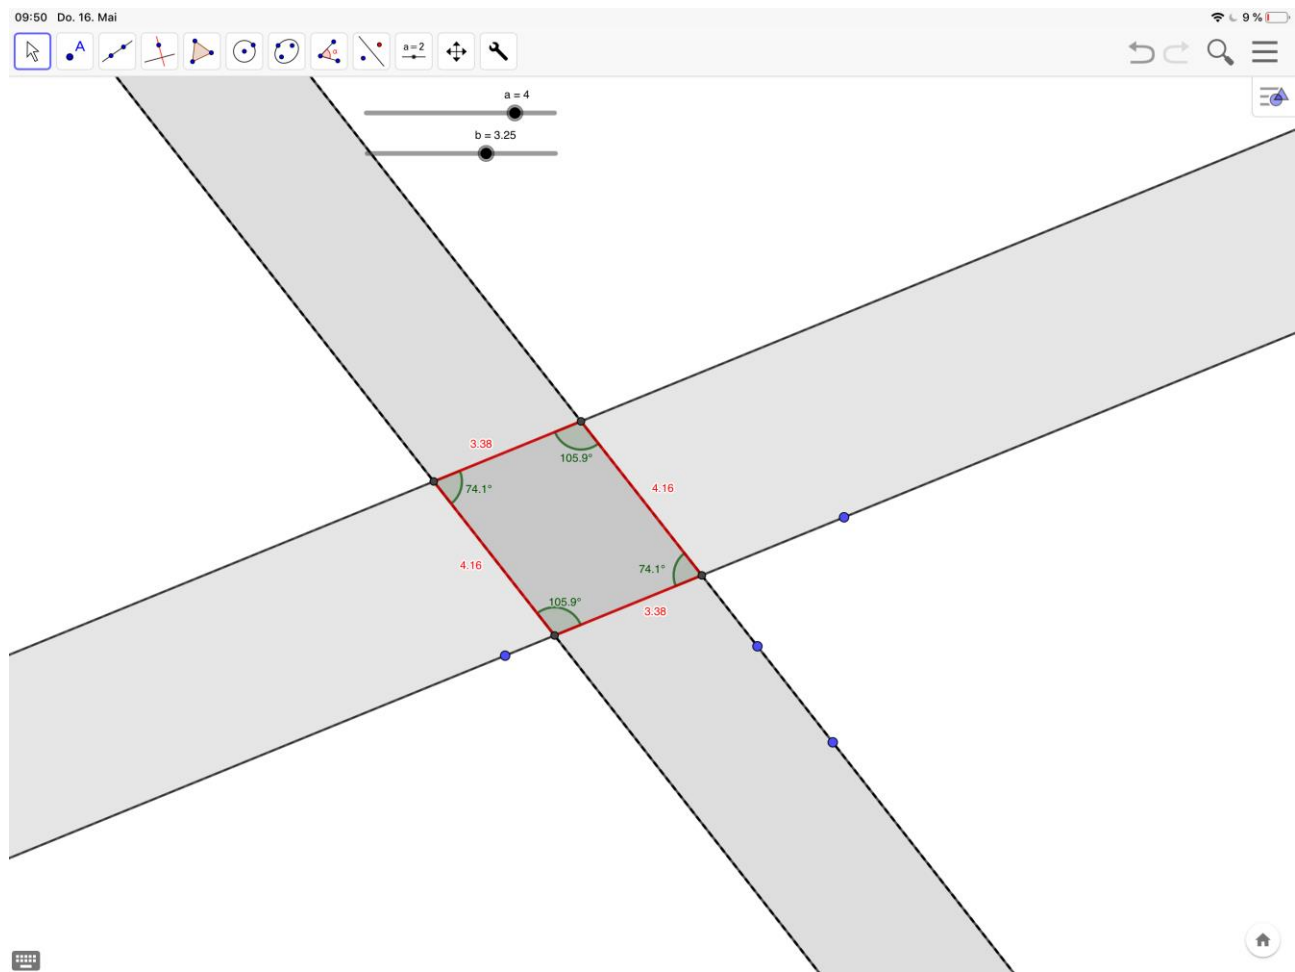 09:50 Do. 16. Mai
9 %
A
α
a=2
a = 4
b = 3.25
3.38
105.9°
74.1°
4.16
4.16
74.1°
105.9°
3.38